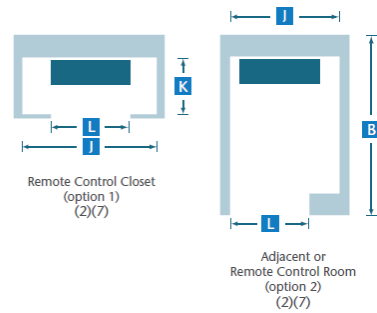 J
K
B
L
J
L
Remote Control Closet
(option 1)
(2)(7)
Adjacent or
Remote Control Room
(option 2)
(2)(7)